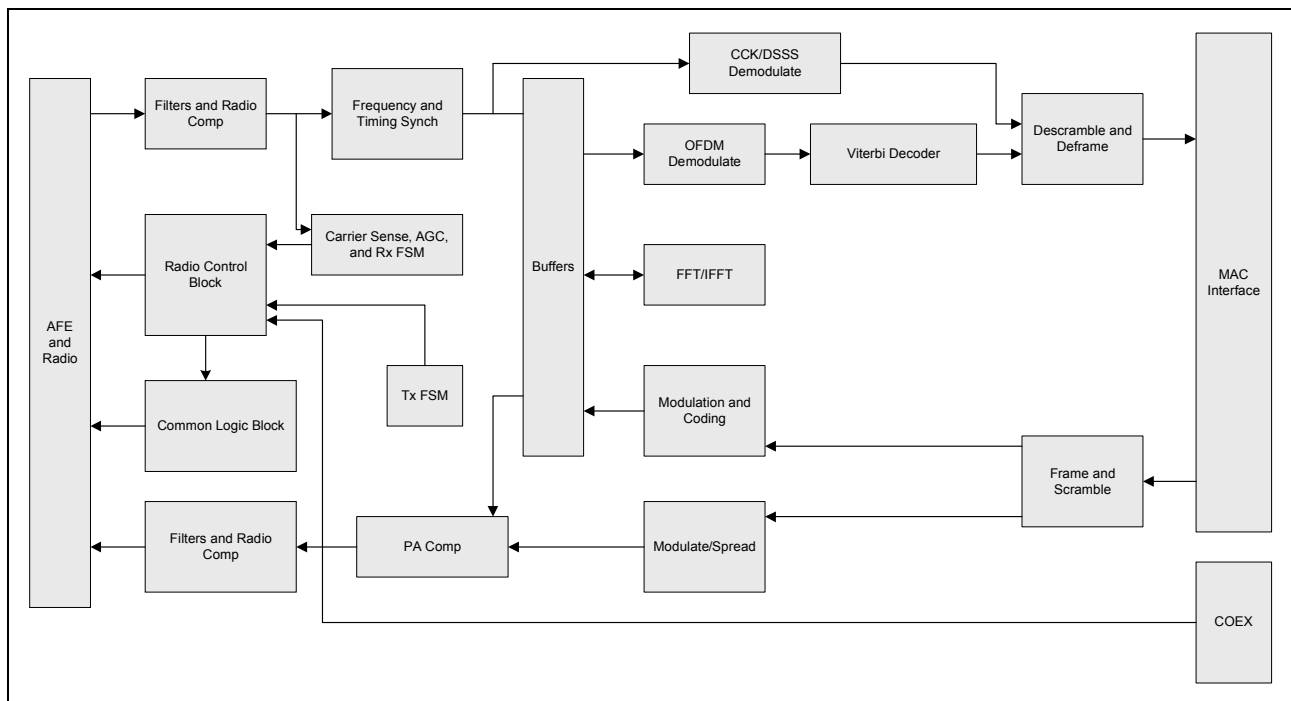 CCK/DSSS
Demodulate
Filters and Radio
Comp
Frequency and
Timing Synch
Descramble and
Deframe
OFDM
Demodulate
Viterbi Decoder
Carrier Sense, AGC,
and Rx FSM
Radio Control
Block
Buffers
FFT/IFFT
MAC
Interface
AFE
and
Radio
Tx FSM
Modulation and
Coding
Common Logic Block
Frame and
Scramble
Filters and Radio
Comp
PA Comp
Modulate/Spread
COEX